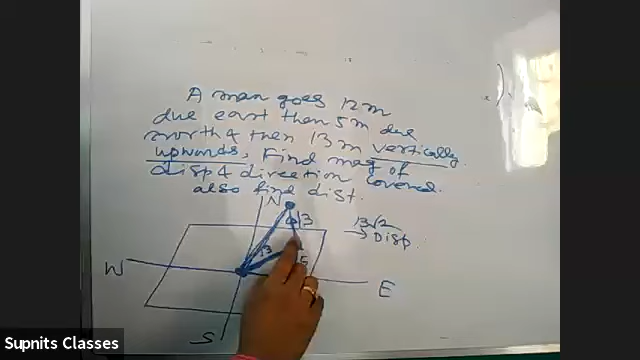 A man goes 12m
due east then 5m due
north & then 13m vertically
upwards, Find mag of
disp & direction covered.
also find dist.
N
13
13√2
→ Disp.
13
5
W
E
S
Supnits Classes